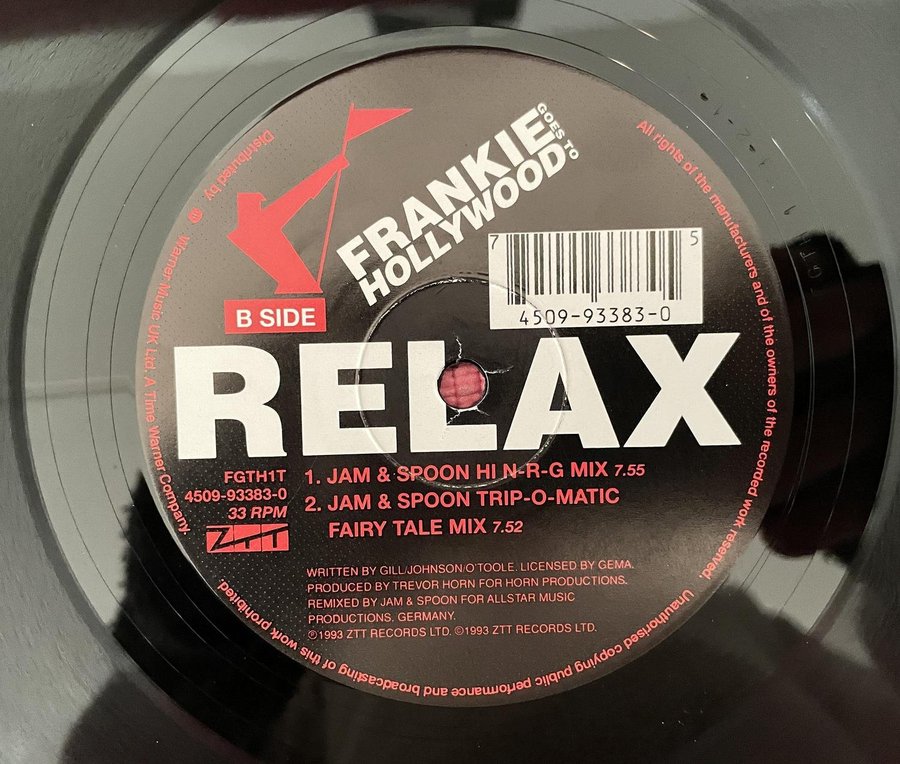 FRANKIE
GOES TO
HOLLYWOOD
7 5
4509-93383-0
B SIDE
RELAX
FGTH1T
4509-93383-0
33 RPM
ZTT
1. JAM & SPOON HI N-R-G MIX 7.55
2. JAM & SPOON TRIP-O-MATIC
FAIRY TALE MIX 7.52
WRITTEN BY GILL/JOHNSON/O'TOOLE. LICENSED BY GEMA.
PRODUCED BY TREVOR HORN FOR HORN PRODUCTIONS.
REMIXED BY JAM & SPOON FOR ALLSTAR MUSIC
PRODUCTIONS. GERMANY.
℗1993 ZTT RECORDS LTD. ©1993 ZTT RECORDS LTD.
All rights of the manufacturers and of the owners of the recorded work reserved.
Unauthorised copying public performance and broadcasting of this work prohibited.
Distributed by Warner Music UK Ltd. A Time Warner Company.